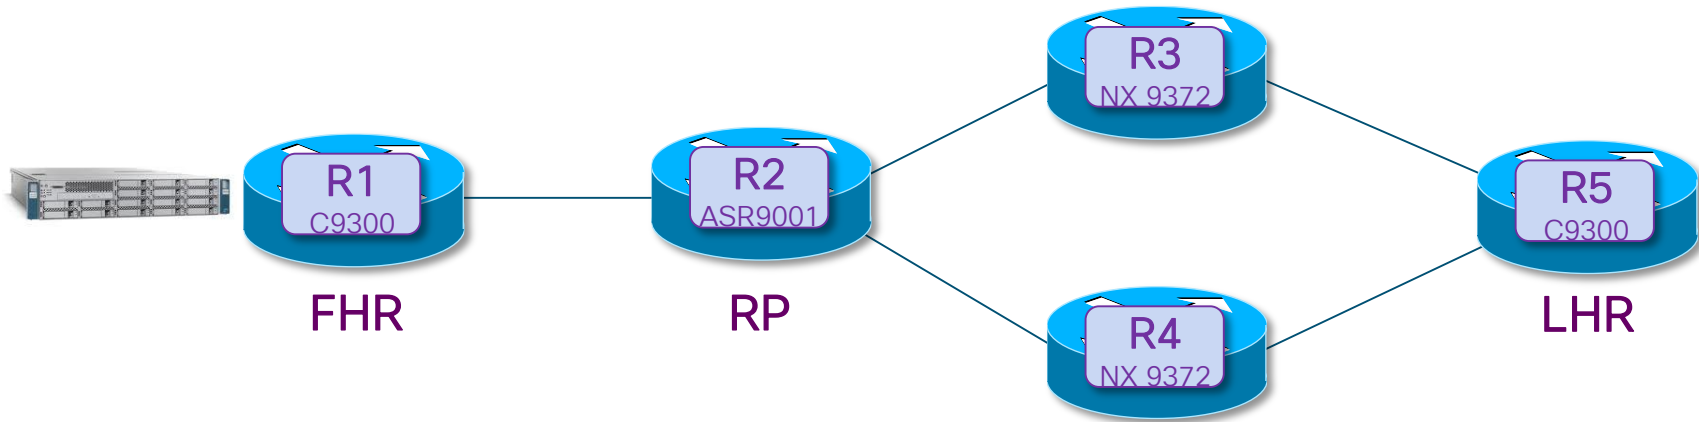 R1
C9300
FHR
R2
ASR9001
RP
R3
NX 9372
R4
NX 9372
R5
C9300
LHR